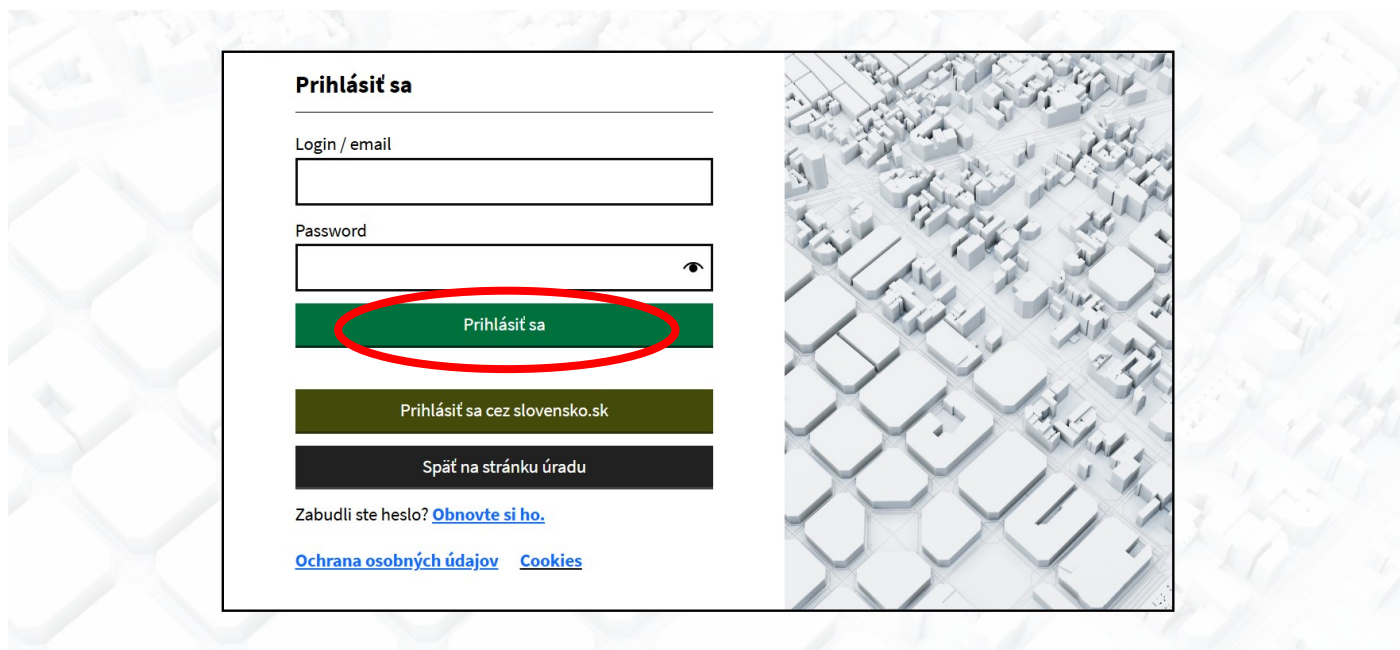 Prihlásiť sa
Login / email
Password
Prihlásiť sa
Prihlásiť sa cez slovensko.sk
Späť na stránku úradu
Zabudli ste heslo? Obnovte si ho.
Ochrana osobných údajov Cookies